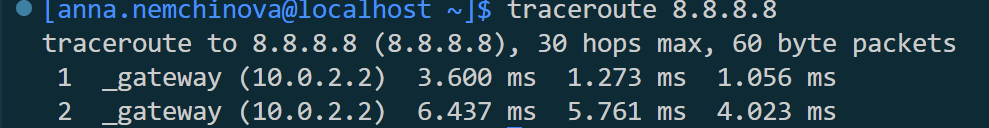 [anna.nemchinova@localhost ~]$ traceroute 8.8.8.8
traceroute to 8.8.8.8 (8.8.8.8), 30 hops max, 60 byte packets
 1  _gateway (10.0.2.2)  3.600 ms  1.273 ms  1.056 ms
 2  _gateway (10.0.2.2)  6.437 ms  5.761 ms  4.023 ms